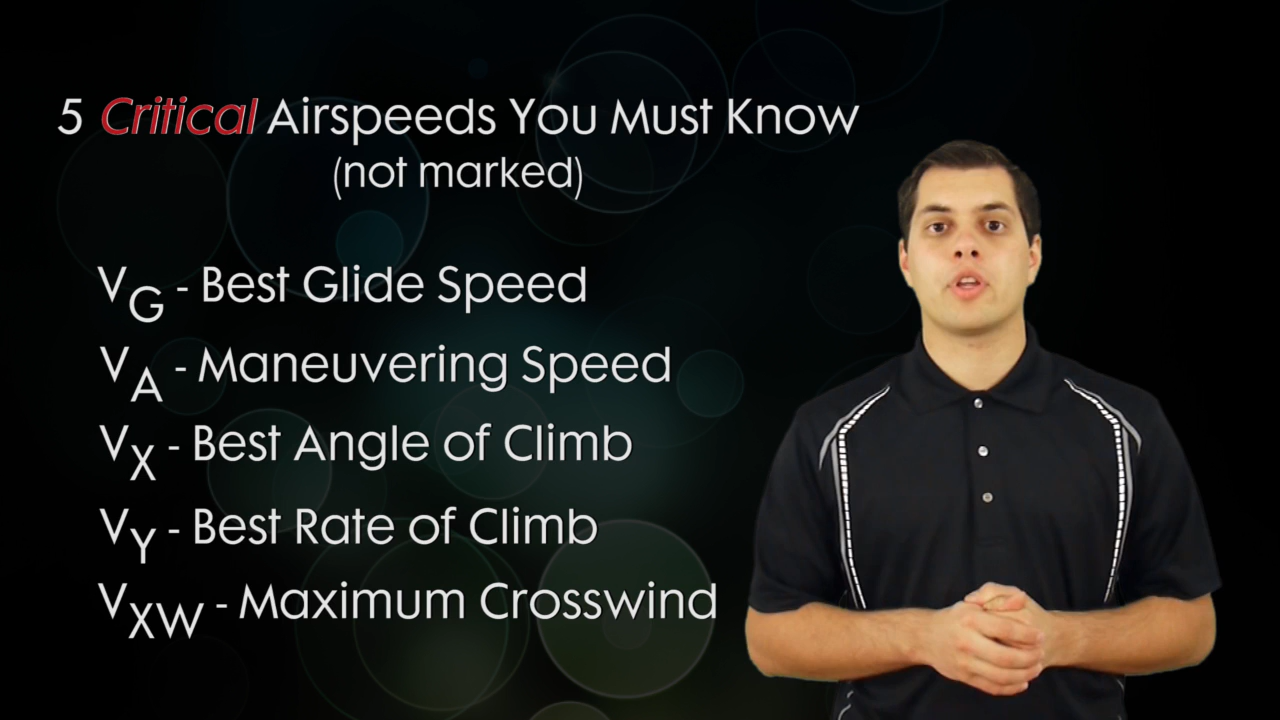 5 Critical Airspeeds You Must Know
(not marked)
VG - Best Glide Speed
VA - Maneuvering Speed
VX - Best Angle of Climb
VY - Best Rate of Climb
VXW - Maximum Crosswind